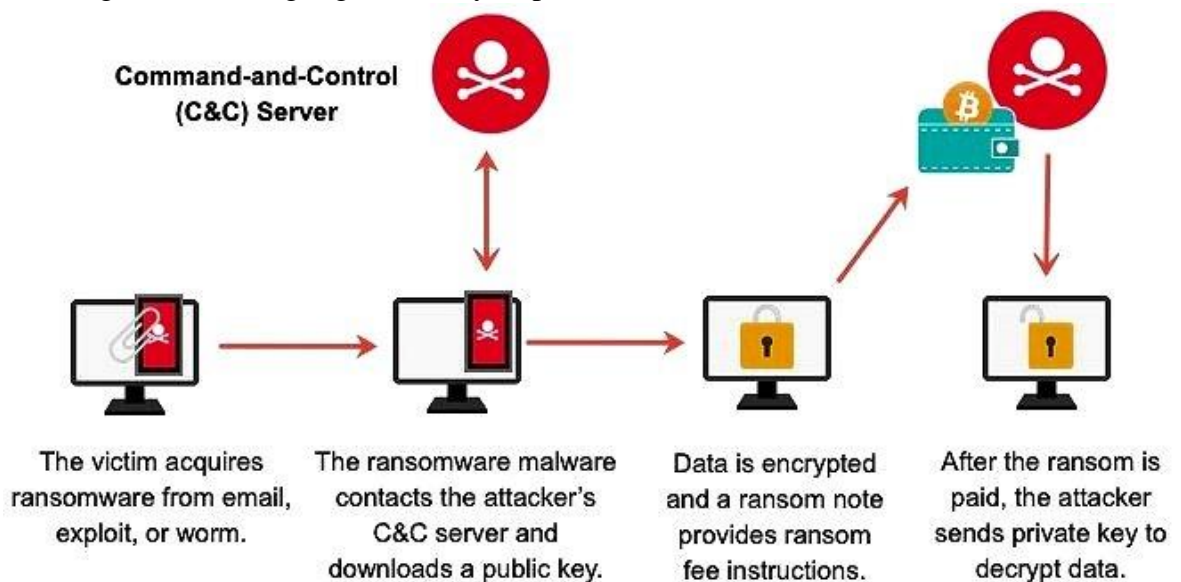 Command-and-Control
(C&C) Server
The victim acquires
ransomware from email,
exploit, or worm.
The ransomware malware
contacts the attacker's
C&C server and
downloads a public key.
Data is encrypted
and a ransom note
provides ransom
fee instructions.
After the ransom is
paid, the attacker
sends private key to
decrypt data.